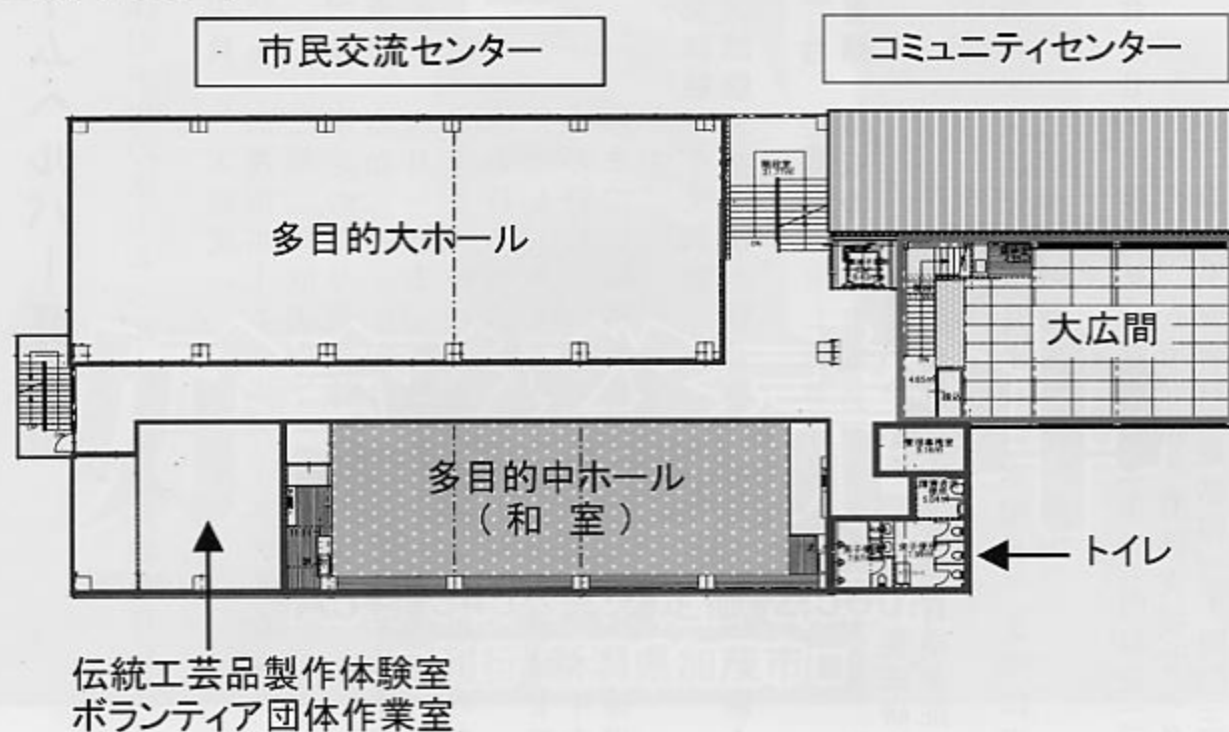 市民交流センター
コミュニティセンター
多目的大ホール
大広間
多目的中ホール
（和 室）
トイレ
伝統工芸品製作体験室
ボランティア団体作業室